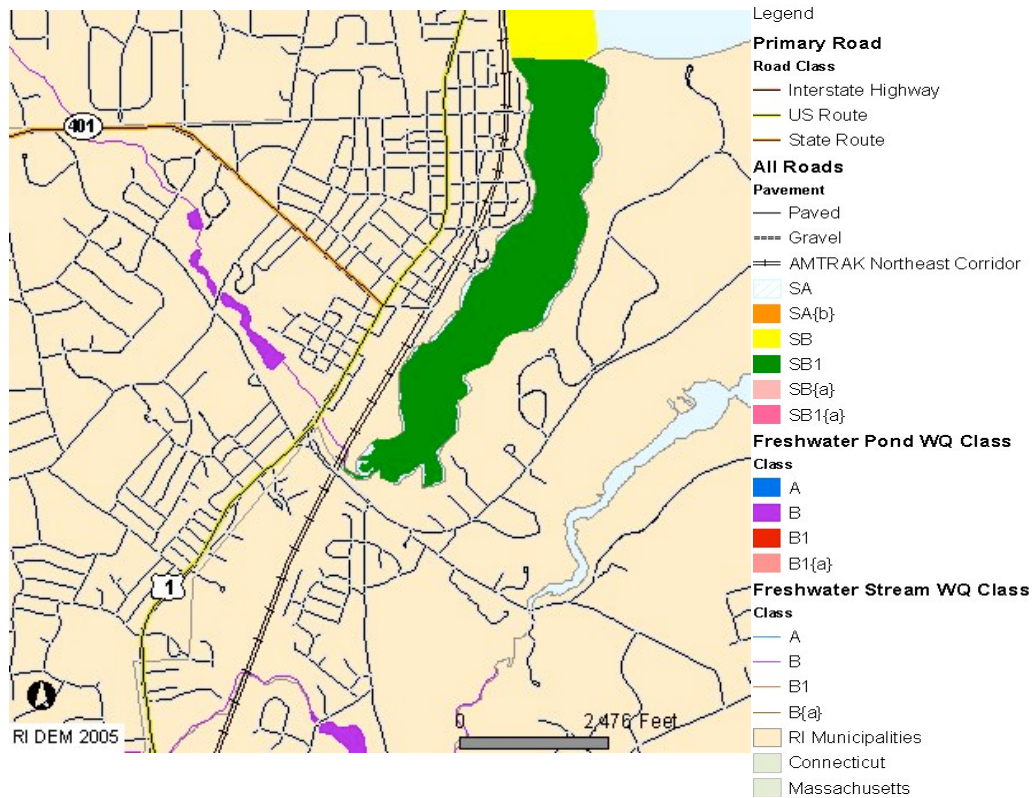 401
1
RI DEM 2005
0 2,476 Feet
Legend
Primary Road
Road Class
Interstate Highway
US Route
State Route
All Roads
Pavement
Paved
Gravel
AMTRAK Northeast Corridor
SA
SA{b}
SB
SB1
SB{a}
SB1{a}
Freshwater Pond WQ Class
Class
A
B
B1
B1{a}
Freshwater Stream WQ Class
Class
A
B
B1
B{a}
RI Municipalities
Connecticut
Massachusetts